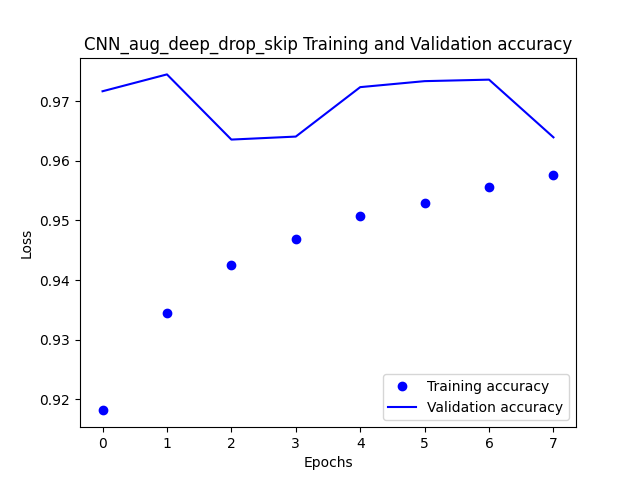 CNN_aug_deep_drop_skip Training and Validation accuracy
0.97
0.96
0.95
0.94
0.93
0.92
Loss
Training accuracy
Validation accuracy
0 1 2 3 4 5 6 7
Epochs